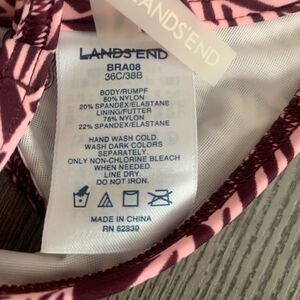 LANDS' END
LANDS' END
BRA08
36C/38B
BODY/RUMPF
80% NYLON
20% SPANDEX/ELASTANE
LINING/FUTTER
78% NYLON
22% SPANDEX/ELASTANE
HAND WASH COLD.
WASH DARK COLORS
SEPARATELY.
ONLY NON-CHLORINE BLEACH
WHEN NEEDED.
LINE DRY.
DO NOT IRON.
MADE IN CHINA
RN 62830